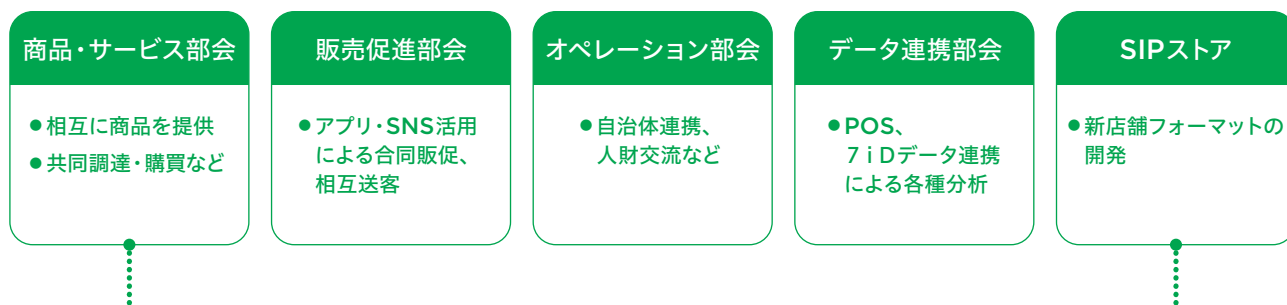 商品・サービス部会
●相互に商品を提供
●共同調達・購買など
販売促進部会
●アプリ・SNS活用
による合同販促、
相互送客
オペレーション部会
●自治体連携、
人財交流など
データ連携部会
●POS、
7iDデータ連携
による各種分析
SIPストア
●新店舗フォーマットの
開発